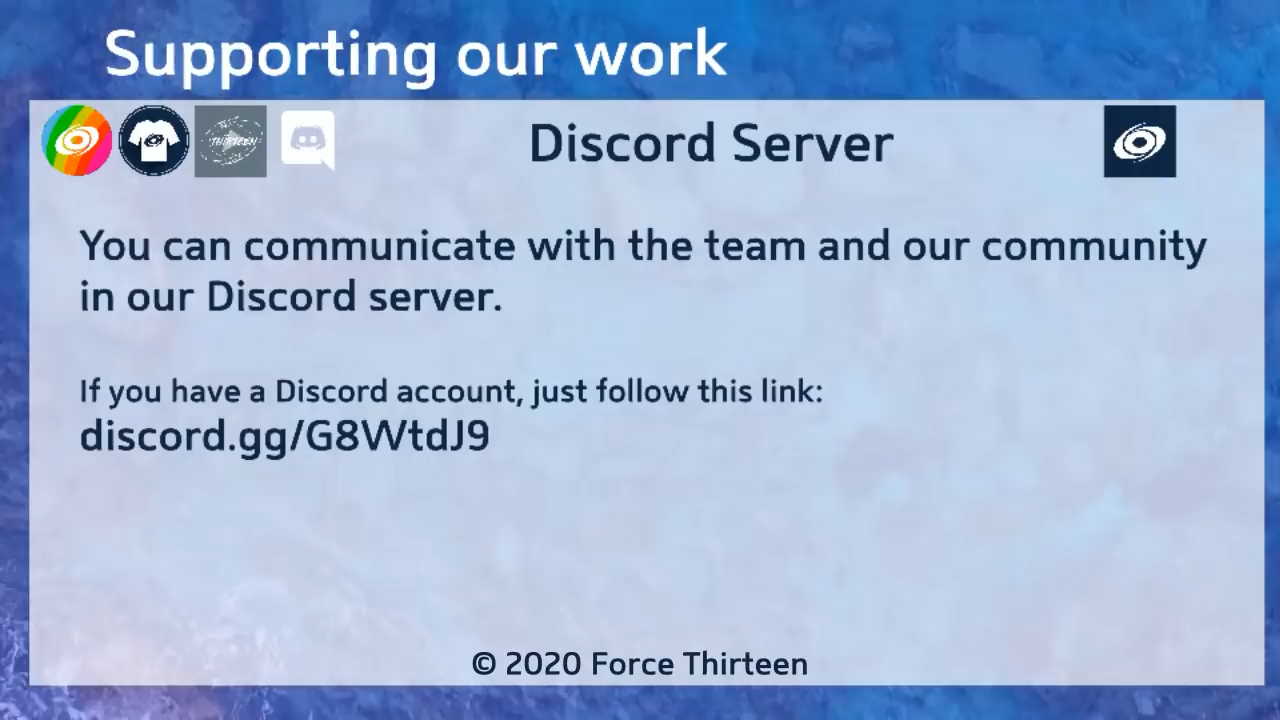 Supporting our work
THIRTEEN
Discord Server
You can communicate with the team and our community
in our Discord server.
If you have a Discord account, just follow this link:
discord.gg/G8WtdJ9
© 2020 Force Thirteen